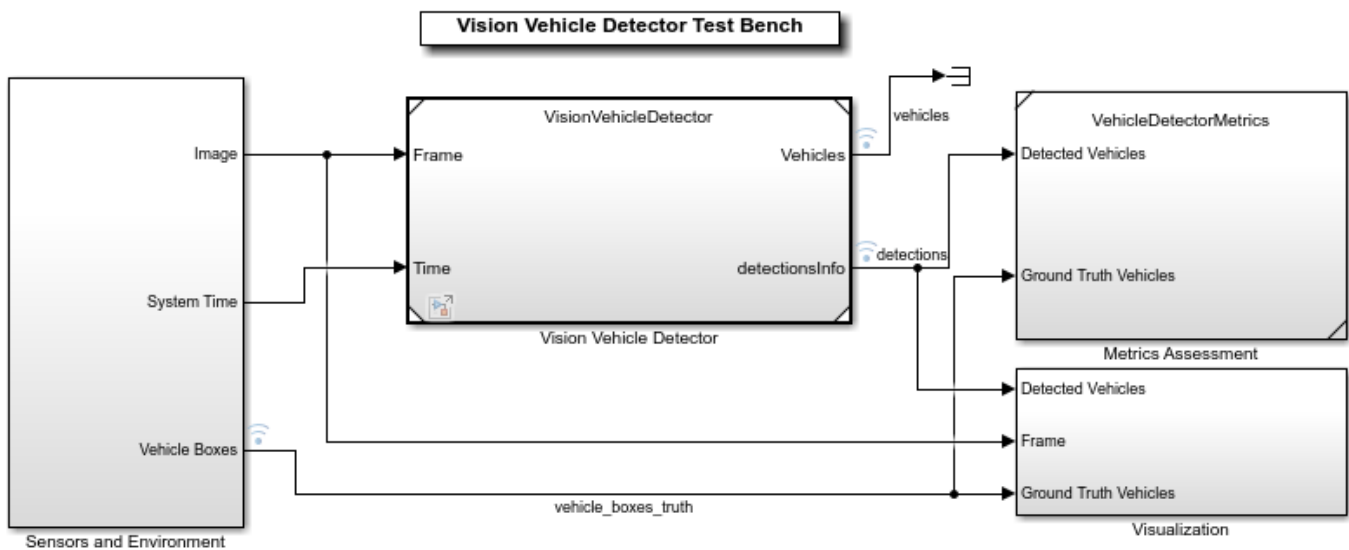 Vision Vehicle Detector Test Bench
Image
System Time
Vehicle Boxes
Sensors and Environment
VisionVehicleDetector
Frame
Vehicles
Time
detectionsInfo
Vision Vehicle Detector
vehicles
detections
vehicle_boxes_truth
VehicleDetectorMetrics
Detected Vehicles
Ground Truth Vehicles
Metrics Assessment
Detected Vehicles
Frame
Ground Truth Vehicles
Visualization